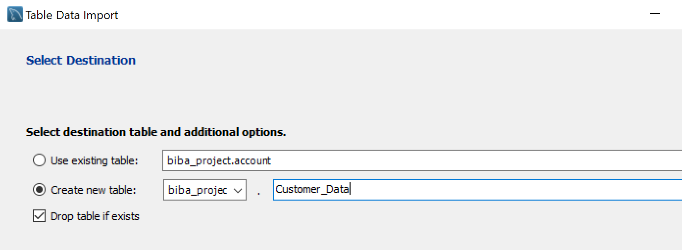 Table Data Import
Select Destination
Select destination table and additional options.
Use existing table: biba_project.account
Create new table: biba_projec . Customer_Data
Drop table if exists